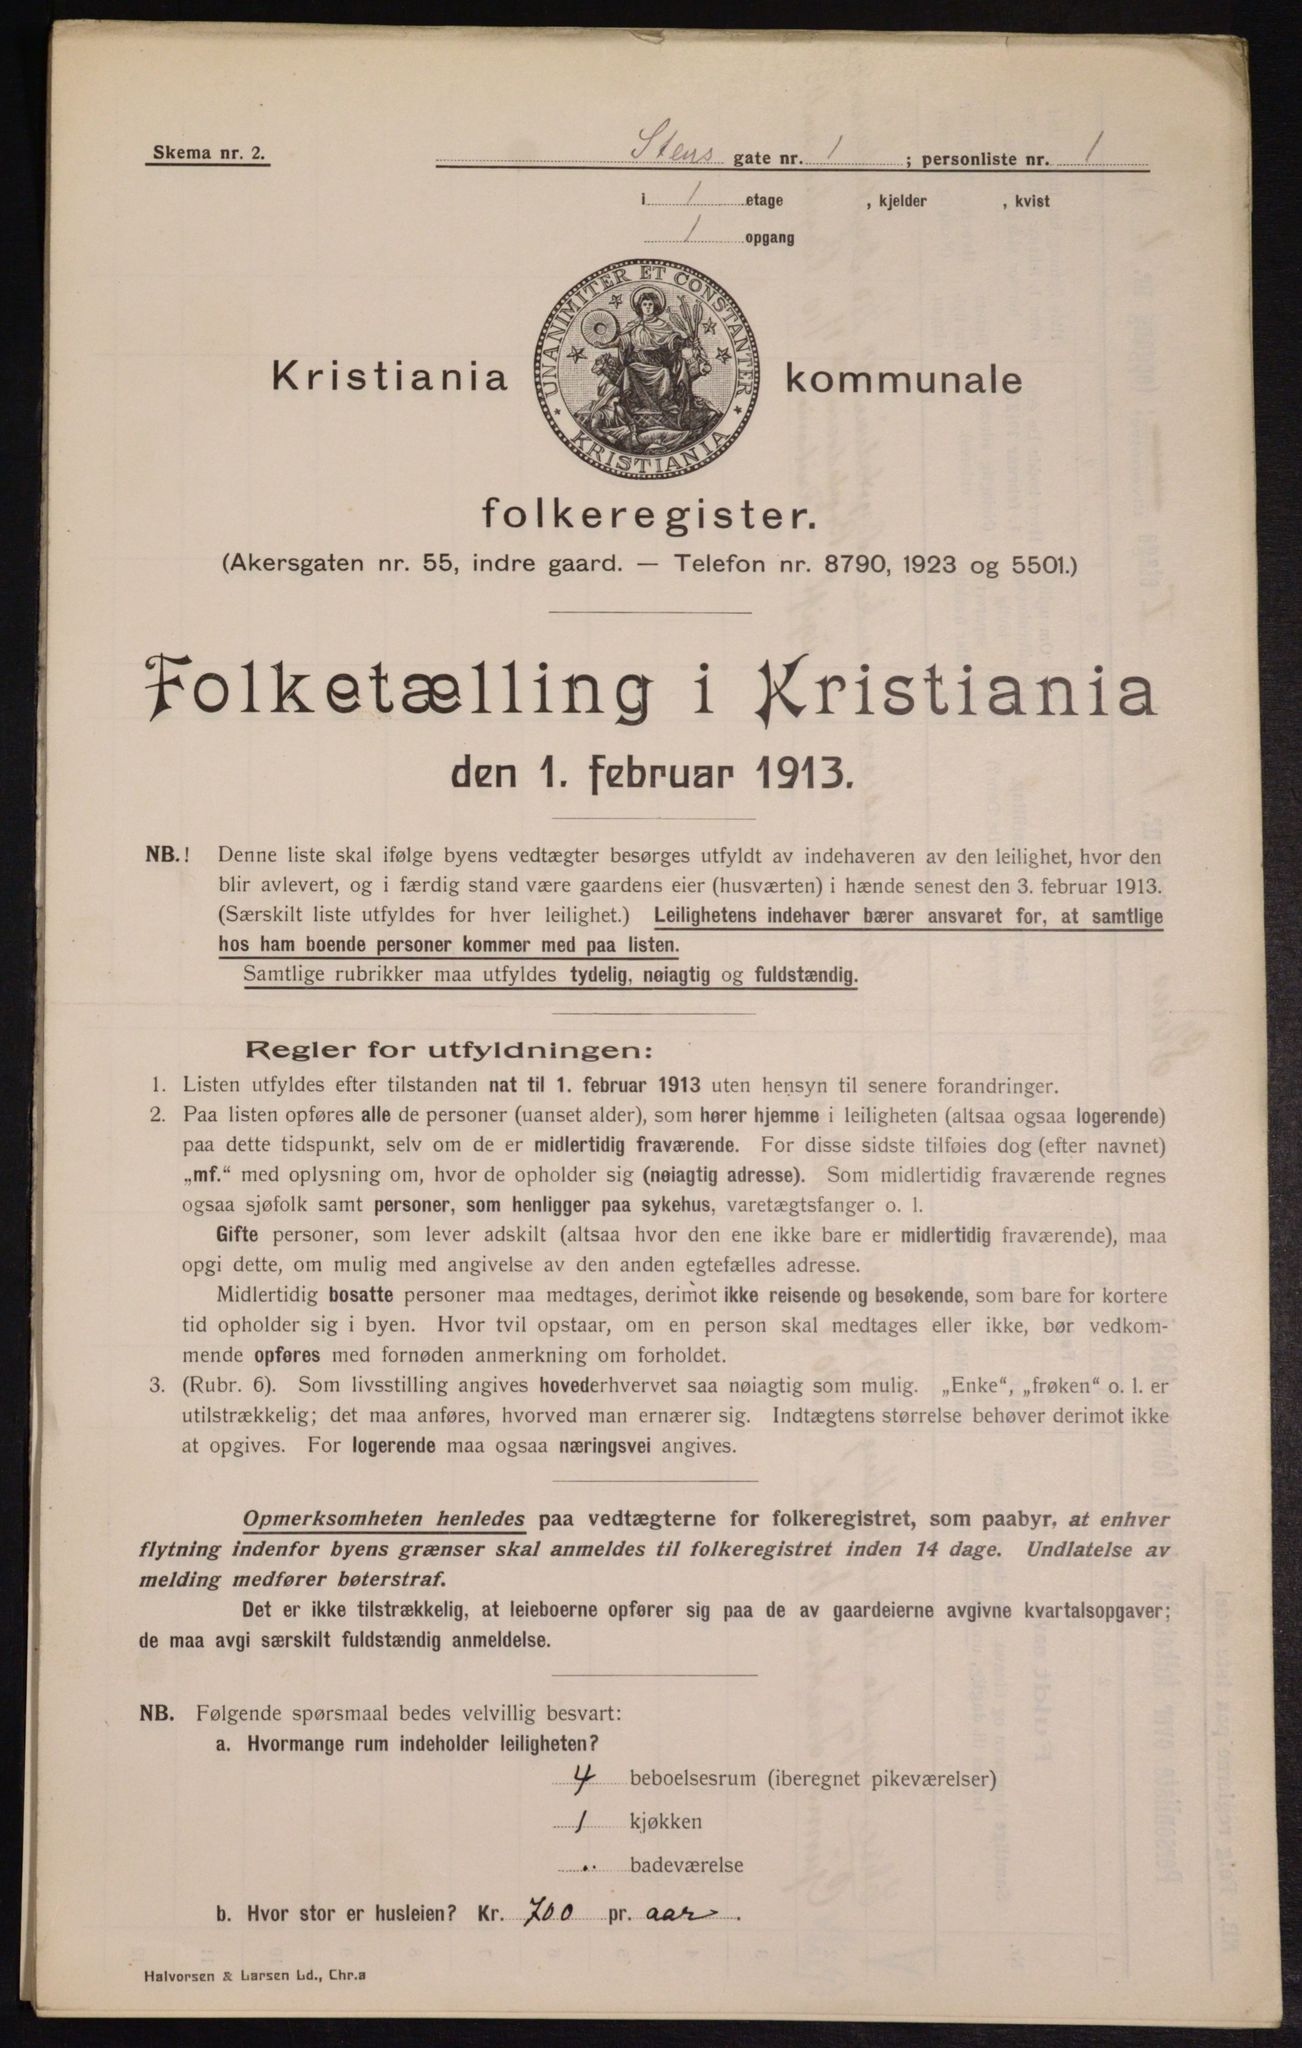 Skema nr. 2.
Stens gate nr. 1 ; personliste nr. 1
i 1 etage , kjelder , kvist
1 opgang
UNANIMITER ET CONSTANTER
KRISTIANIA
Kristiania kommunale
folkeregister.
(Akersgaten nr. 55, indre gaard. — Telefon nr. 8790, 1923 og 5501.)
Folketælling i Kristiania
den 1. februar 1913.
NB.! Denne liste skal ifølge byens vedtægter besørges utfyldt av indehaveren av den leilighet, hvor den
blir avlevert, og i færdig stand være gaardens eier (husværten) i hænde senest den 3. februar 1913.
(Særskilt liste utfyldes for hver leilighet.) Leilighetens indehaver bærer ansvaret for, at samtlige
hos ham boende personer kommer med paa listen.
Samtlige rubrikker maa utfyldes tydelig, nøiagtig og fuldstændig.
Regler for utfyldningen:
1. Listen utfyldes efter tilstanden nat til 1. februar 1913 uten hensyn til senere forandringer.
2. Paa listen opføres alle de personer (uanset alder), som hører hjemme i leiligheten (altsaa ogsaa logerende)
paa dette tidspunkt, selv om de er midlertidig fraværende. For disse sidste tilføies dog (efter navnet)
„mf.“ med oplysning om, hvor de opholder sig (nøiagtig adresse). Som midlertidig fraværende regnes
ogsaa sjøfolk samt personer, som henligger paa sykehus, varetægtsfanger o. l.
Gifte personer, som lever adskilt (altsaa hvor den ene ikke bare er midlertidig fraværende), maa
opgi dette, om mulig med angivelse av den anden egtefælles adresse.
Midlertidig bosatte personer maa medtages, derimot ikke reisende og besøkende, som bare for kortere
tid opholder sig i byen. Hvor tvil opstaar, om en person skal medtages eller ikke, bør vedkom-
mende opføres med fornøden anmerkning om forholdet.
3. (Rubr. 6). Som livsstilling angives hovederhvervet saa nøiagtig som mulig. „Enke“, „frøken“ o. l. er
utilstrækkelig; det maa anføres, hvorved man ernærer sig. Indtægtens størrelse behøver derimot ikke
at opgives. For logerende maa ogsaa næringsvei angives.
Opmerksomheten henledes paa vedtægterne for folkeregistret, som paabyr, at enhver
flytning indenfor byens grænser skal anmeldes til folkeregistret inden 14 dage. Undlatelse av
melding medfører bøterstraf.
Det er ikke tilstrækkelig, at leieboerne opfører sig paa de av gaardeierne avgivne kvartalsopgaver;
de maa avgi særskilt fuldstændig anmeldelse.
NB. Følgende spørsmaal bedes velvillig besvart:
a. Hvormange rum indeholder leiligheten?
4 beboelsesrum (iberegnet pikeværelser)
1 kjøkken
„ badeværelse
b. Hvor stor er husleien? Kr. 700 pr. aar.
Halvorsen & Larsen Ld., Chr.a